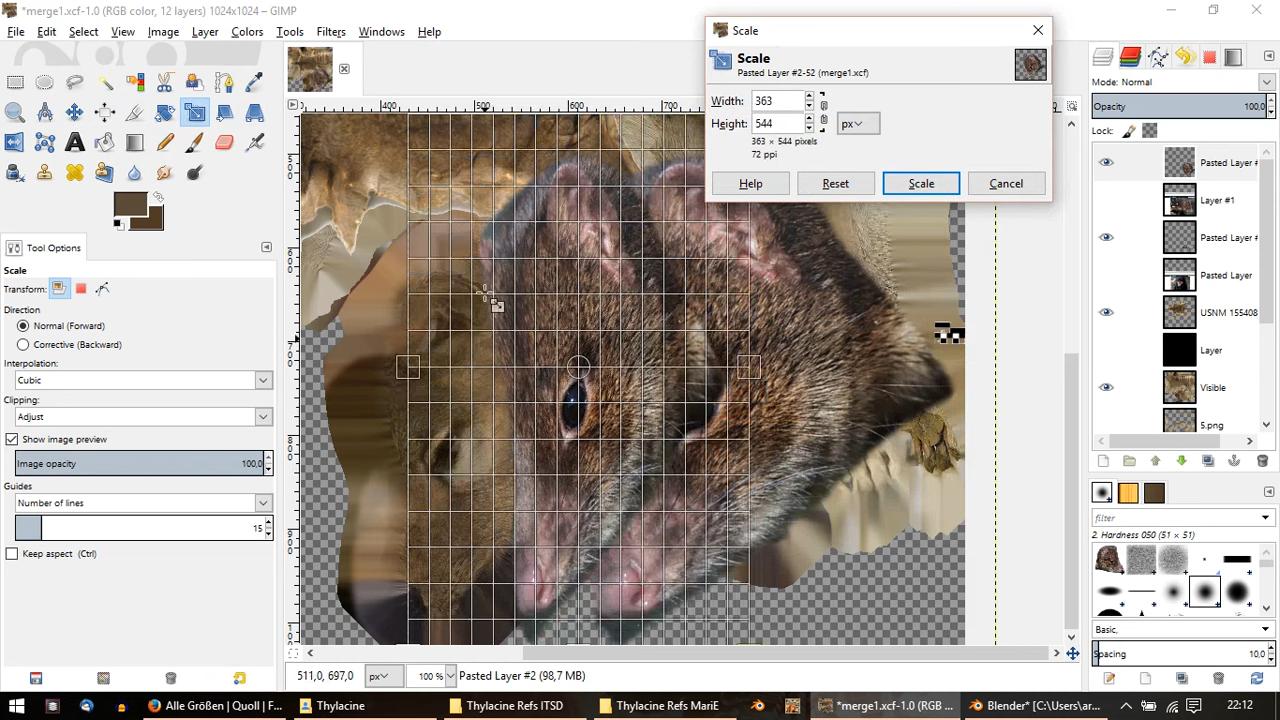 *merge1.xcf-1.0 (RGB color, 12 layers) 1024x1024 – GIMP
File Edit Select View Image Layer Colors Tools Filters Windows Help
Scale
Scale
Pasted Layer #2-52 (merge1.xcf)
Width: 363
Height: 544
px
363 × 544 pixels
72 ppi
Help Reset Scale Cancel
400 500 600 700
500
600
700
800
900
Tool Options
Scale
Transform:
Direction
Normal (Forward)
Corrective (Backward)
Interpolation:
Cubic
Clipping:
Adjust
Show image preview
Image opacity 100,0
Guides
Number of lines
15
Keep aspect (Ctrl)
Mode: Normal
Opacity 100,0
Lock:
Pasted Layer #
Layer #1
Pasted Layer #
Pasted Layer
USNM 155408
Layer
Visible
5.png
filter
2. Hardness 050 (51 × 51)
Basic,
Spacing 10,0
511,0, 697,0 px 100 % Pasted Layer #2 (98,7 MB)
Alle Größen | Quoll | F...
Thylacine
Thylacine Refs ITSD
Thylacine Refs MariE
*merge1.xcf-1.0 (RGB ...
Blender* [C:\Users\ar...
22:12